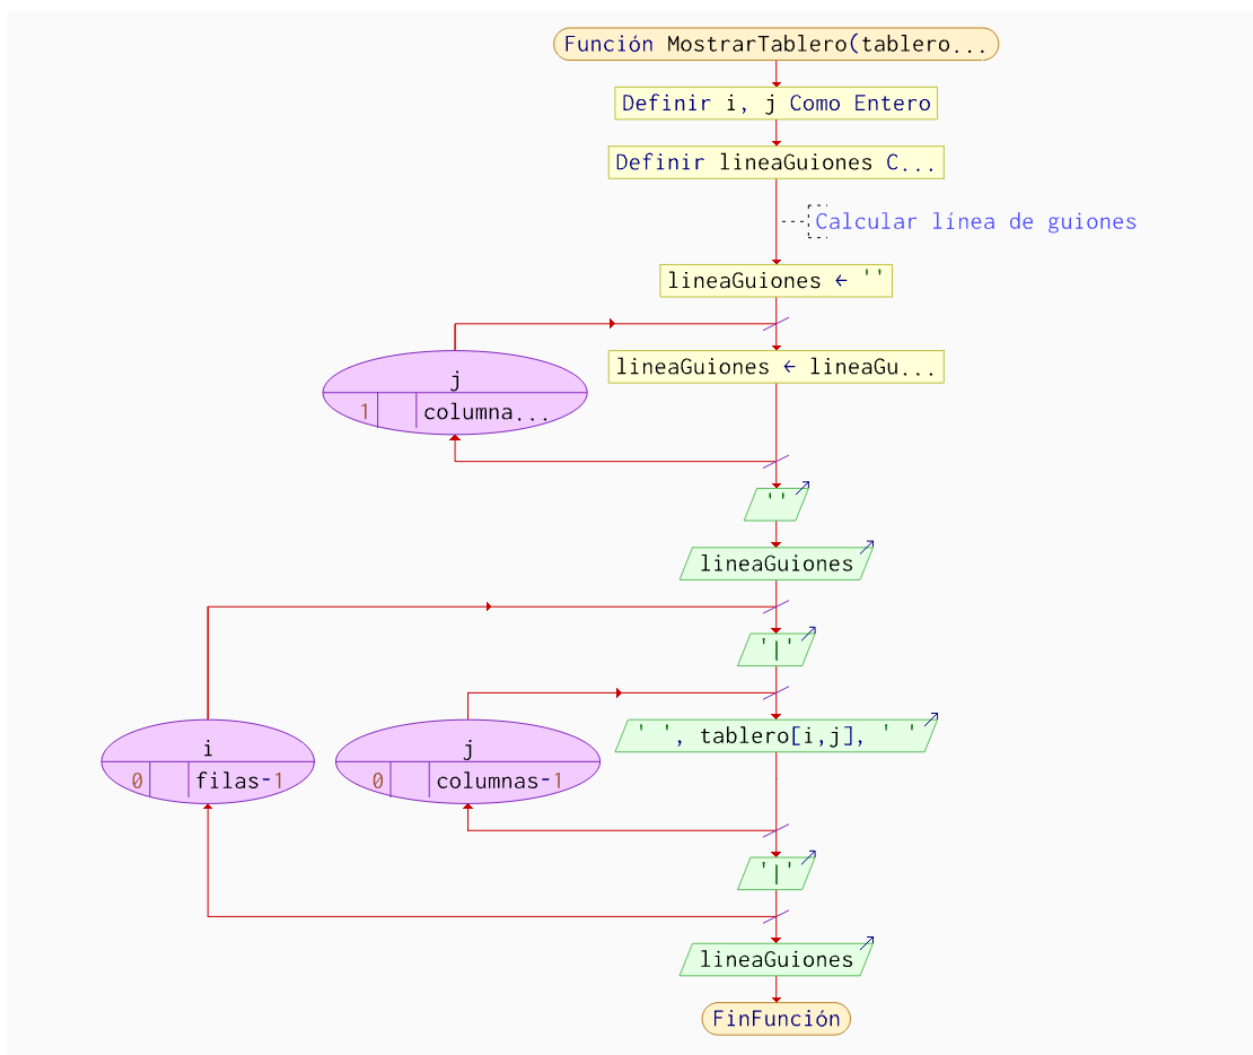 Función MostrarTablero(tablero...
Definir i, j Como Entero
Definir lineaGuiones C...
Calcular línea de guiones
lineaGuiones ← ''
lineaGuiones ← lineaGu...
j
1 columna...
''
lineaGuiones
'|'
' ', tablero[i,j], ' '
i
0 filas-1
j
0 columnas-1
'|'
lineaGuiones
FinFunción